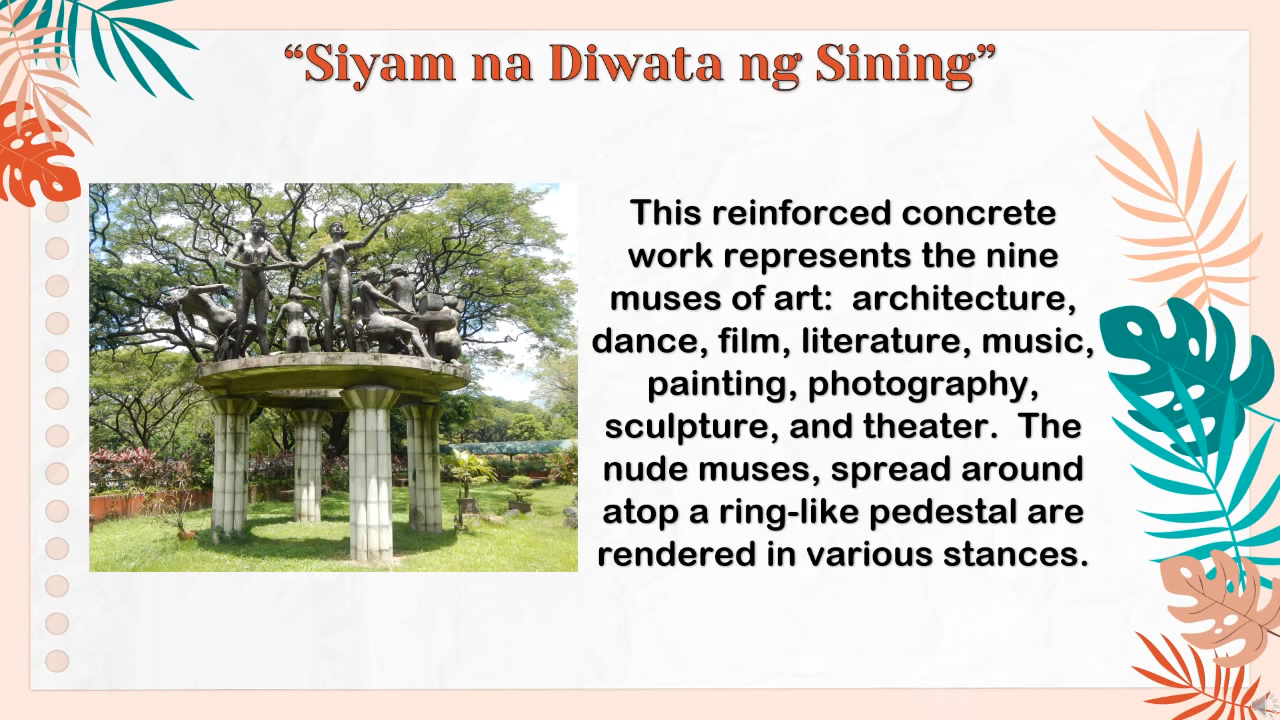 “Siyam na Diwata ng Sining”
This reinforced concrete
work represents the nine
muses of art:  architecture,
dance, film, literature, music,
painting, photography,
sculpture, and theater.  The
nude muses, spread around
atop a ring-like pedestal are
rendered in various stances.